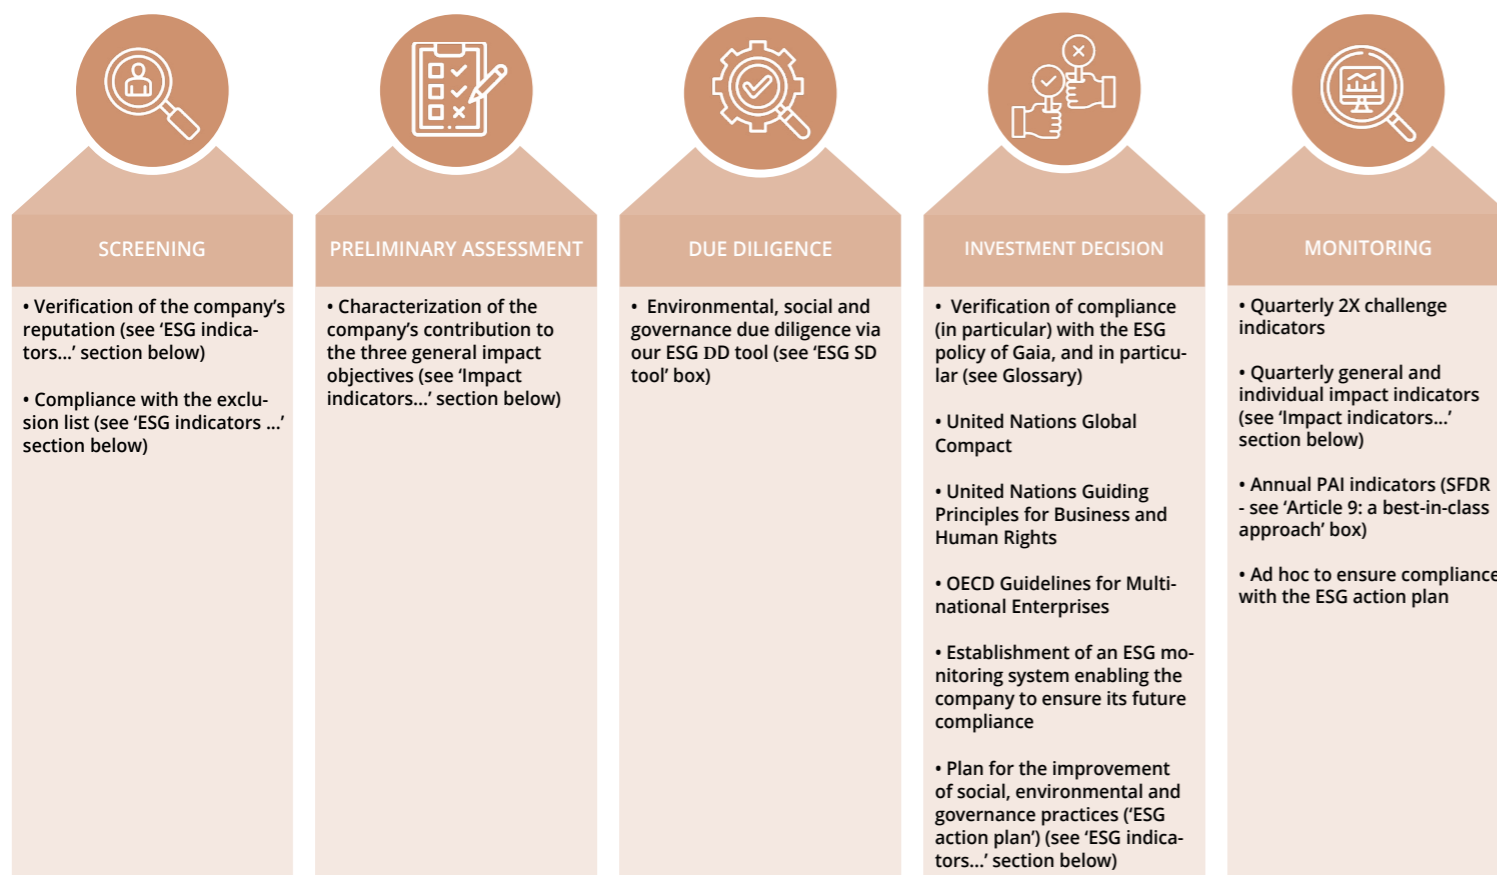 SCREENING
• Verification of the company’s
reputation (see ‘ESG indica-
tors...’ section below)
• Compliance with the exclu-
sion list (see ‘ESG indicators ...’
section below)
PRELIMINARY ASSESSMENT
• Characterization of the
company’s contribution to
the three general impact
objectives (see ‘Impact
indicators...’ section below)
DUE DILIGENCE
• Environmental, social and
governance due diligence via
our ESG DD tool (see ‘ESG SD
tool’ box)
INVESTMENT DECISION
• Verification of compliance
(in particular) with the ESG
policy of Gaia, and in particu-
lar (see Glossary)
• United Nations Global
Compact
• United Nations Guiding
Principles for Business and
Human Rights
• OECD Guidelines for Multi-
national Enterprises
• Establishment of an ESG mo-
nitoring system enabling the
company to ensure its future
compliance
• Plan for the improvement
of social, environmental and
governance practices (‘ESG
action plan’) (see ‘ESG indica-
tors...’ section below)
MONITORING
• Quarterly 2X challenge
indicators
• Quarterly general and
individual impact indicators
(see ‘Impact indicators...’
section below)
• Annual PAI indicators (SFDR
- see ‘Article 9: a best-in-class
approach’ box)
• Ad hoc to ensure compliance
with the ESG action plan